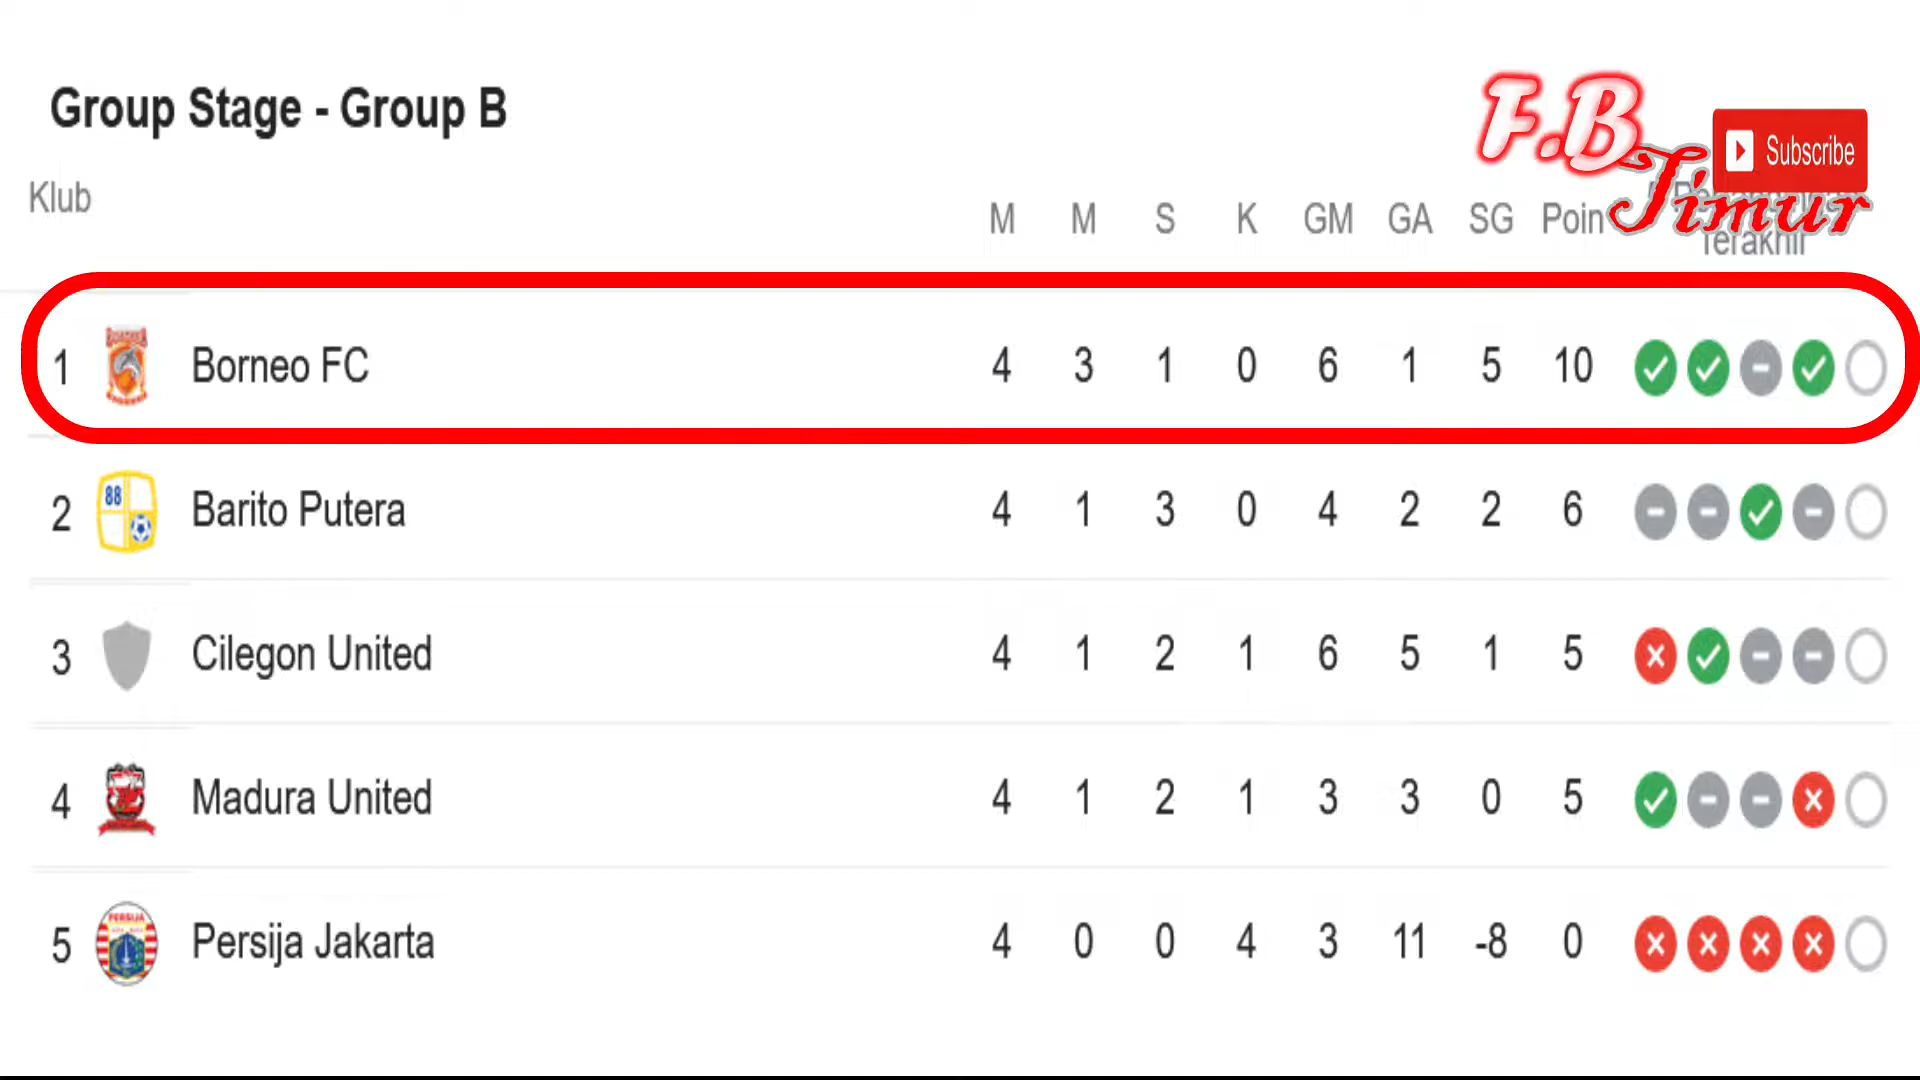 Group Stage - Group B
F.B
Timur
Subscribe
Klub M M S K GM GA SG Poin
Terakhir
1 Borneo FC 4 3 1 0 6 1 5 10
2 88 Barito Putera 4 1 3 0 4 2 2 6
3 Cilegon United 4 1 2 1 6 5 1 5
4 Madura United 4 1 2 1 3 3 0 5
5 PERSIJA Persija Jakarta 4 0 0 4 3 11 -8 0